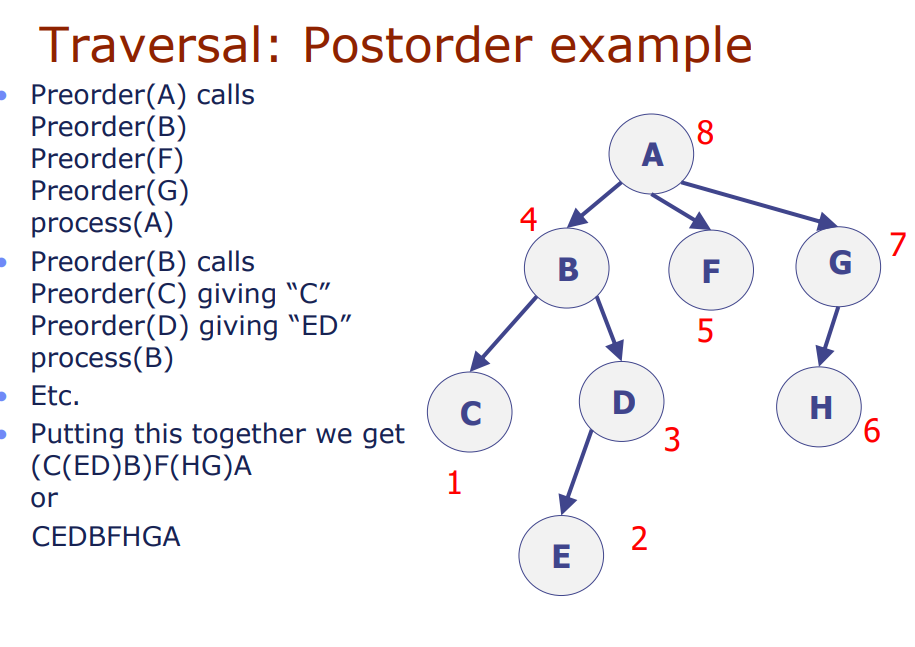 Traversal: Postorder example
Preorder(A) calls
Preorder(B)
Preorder(F)
Preorder(G)
process(A)
Preorder(B) calls
Preorder(C) giving “C”
Preorder(D) giving “ED”
process(B)
Etc.
Putting this together we get
(C(ED)B)F(HG)A
or
CEDBFHGA
A 8
4
B F G 7
5
C D H
3 6
1
E 2